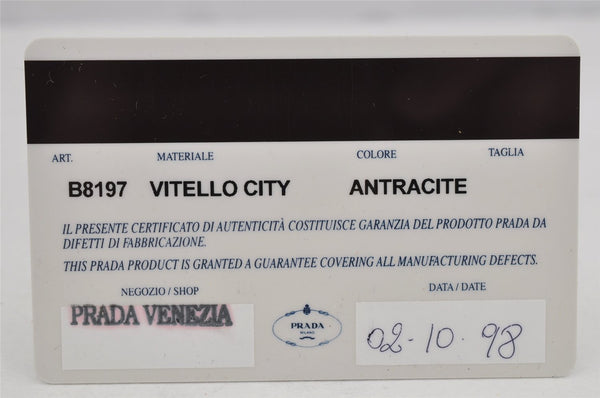 ART. MATERIALE COLORE TAGLIA
B8197 VITELLO CITY ANTRACITE
IL PRESENTE CERTIFICATO DI AUTENTICITÀ COSTITUISCE GARANZIA DEL PRODOTTO PRADA DA
DIFETTI DI FABBRICAZIONE.
THIS PRADA PRODUCT IS GRANTED A GUARANTEE COVERING ALL MANUFACTURING DEFECTS.
NEGOZIO / SHOP DATA / DATE
PRADA VENEZIA
PRADA
MILANO
02-10-98